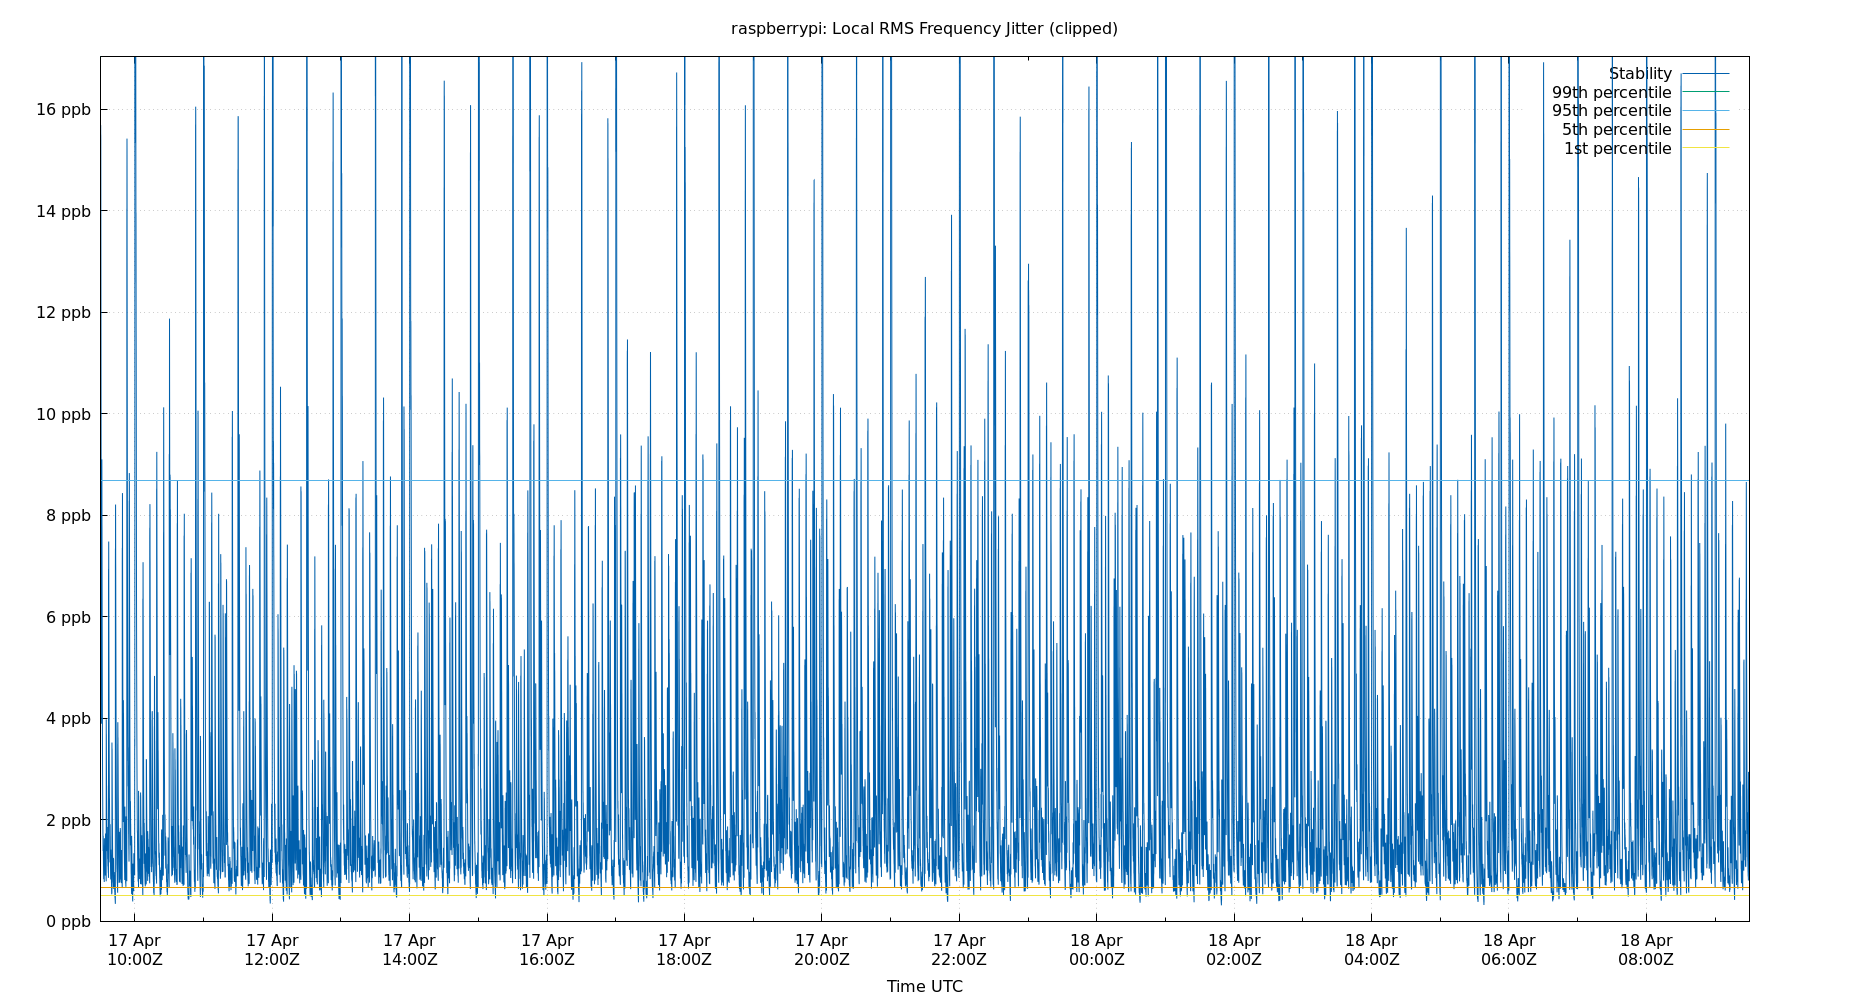 raspberrypi: Local RMS Frequency Jitter (clipped)
Stability
99th percentile
95th percentile
5th percentile
1st percentile
16 ppb
14 ppb
12 ppb
10 ppb
8 ppb
6 ppb
4 ppb
2 ppb
0 ppb
17 Apr 17 Apr 17 Apr 17 Apr 17 Apr 17 Apr 17 Apr 18 Apr 18 Apr 18 Apr 18 Apr 18 Apr
10:00Z 12:00Z 14:00Z 16:00Z 18:00Z 20:00Z 22:00Z 00:00Z 02:00Z 04:00Z 06:00Z 08:00Z
Time UTC